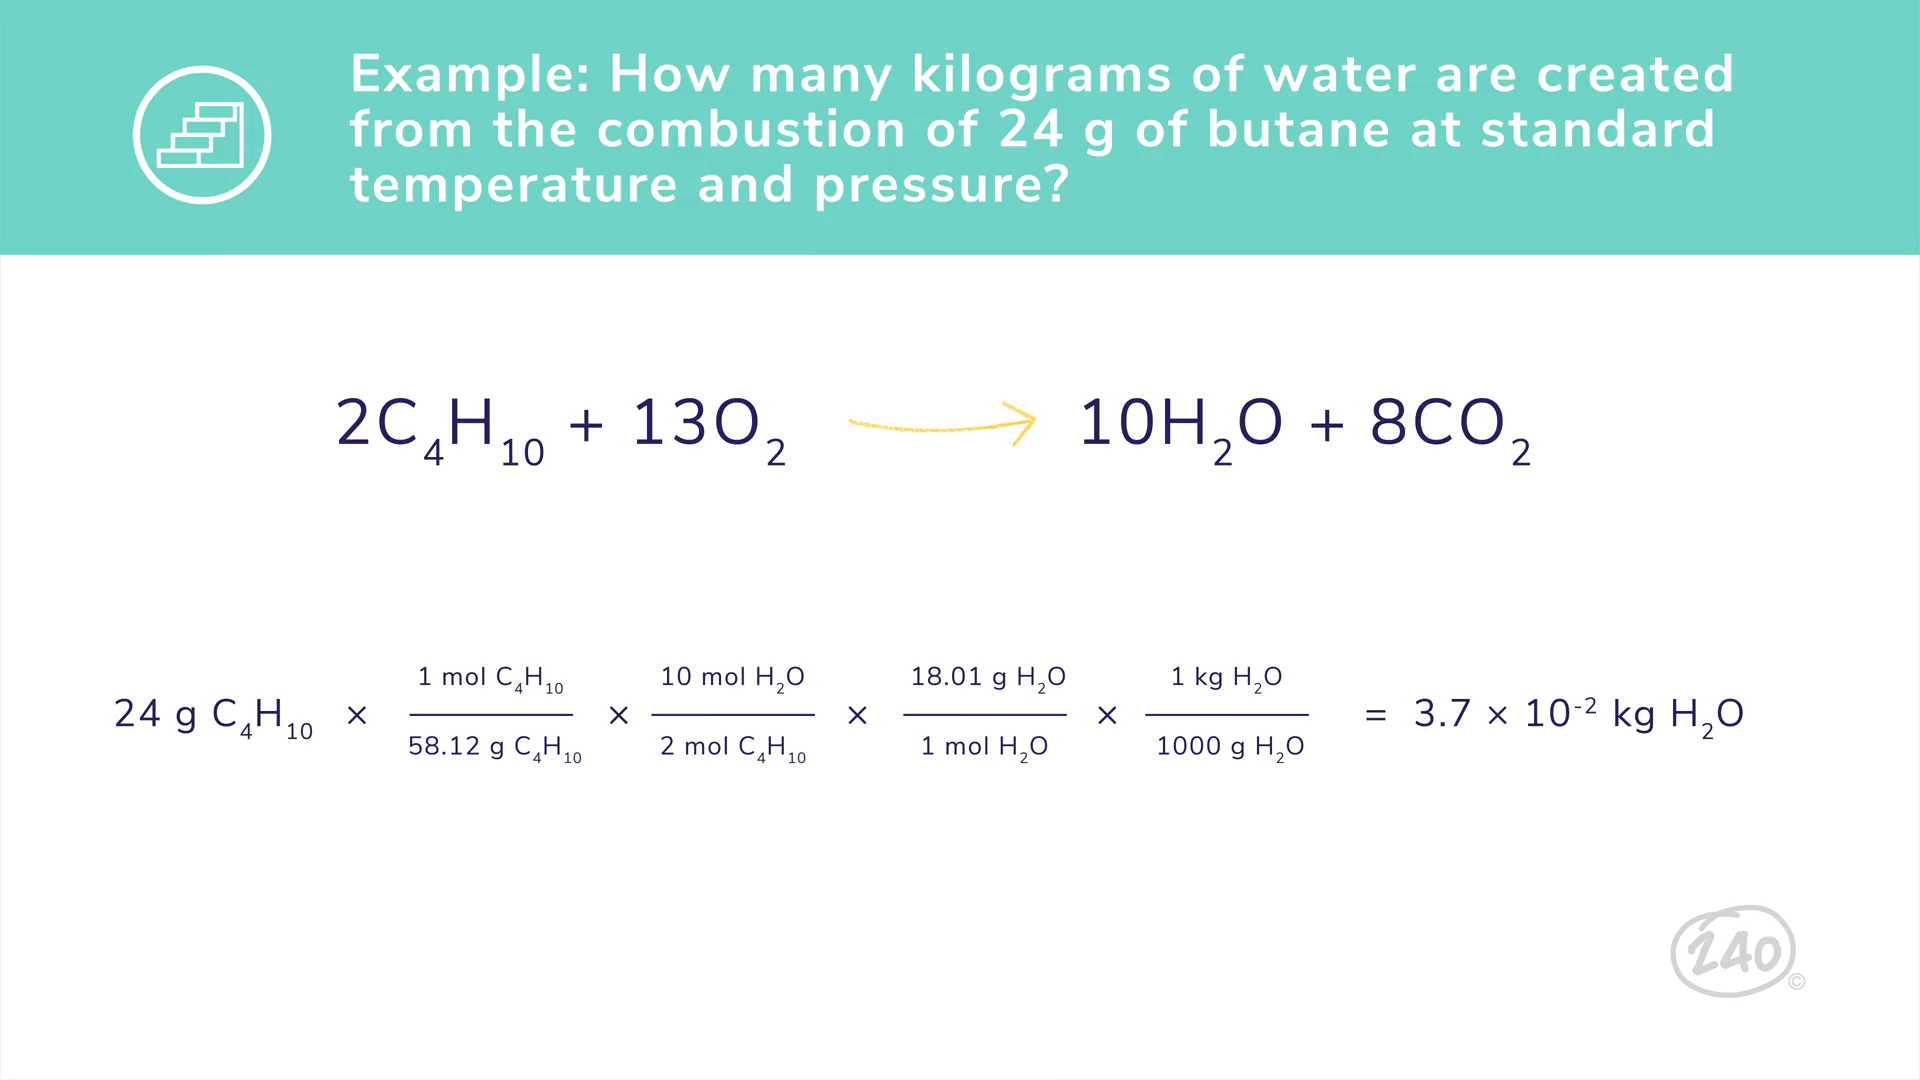 Example: How many kilograms of water are created
from the combustion of 24 g of butane at standard
temperature and pressure?
2C₄H₁₀ + 13O₂ → 10H₂O + 8CO₂
1 mol C₄H₁₀ 10 mol H₂O 18.01 g H₂O 1 kg H₂O
24 g C₄H₁₀ × × × × = 3.7 × 10⁻² kg H₂O
58.12 g C₄H₁₀ 2 mol C₄H₁₀ 1 mol H₂O 1000 g H₂O
240 ©